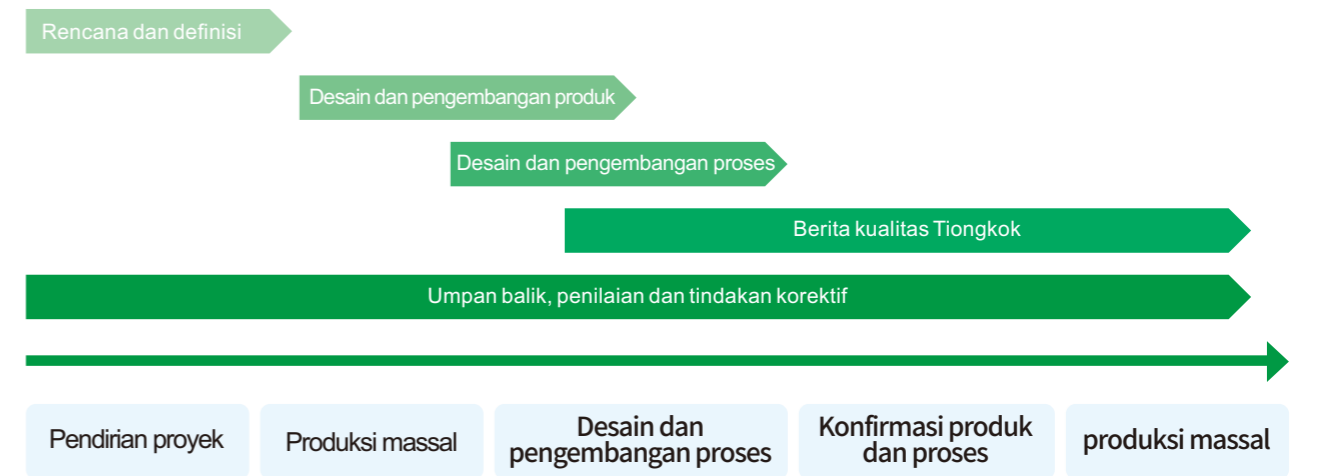 Rencana dan definisi
Desain dan pengembangan produk
Desain dan pengembangan proses
Berita kualitas Tiongkok
Umpan balik, penilaian dan tindakan korektif
Pendirian proyek
Produksi massal
Desain dan
pengembangan proses
Konfirmasi produk
dan proses
produksi massal